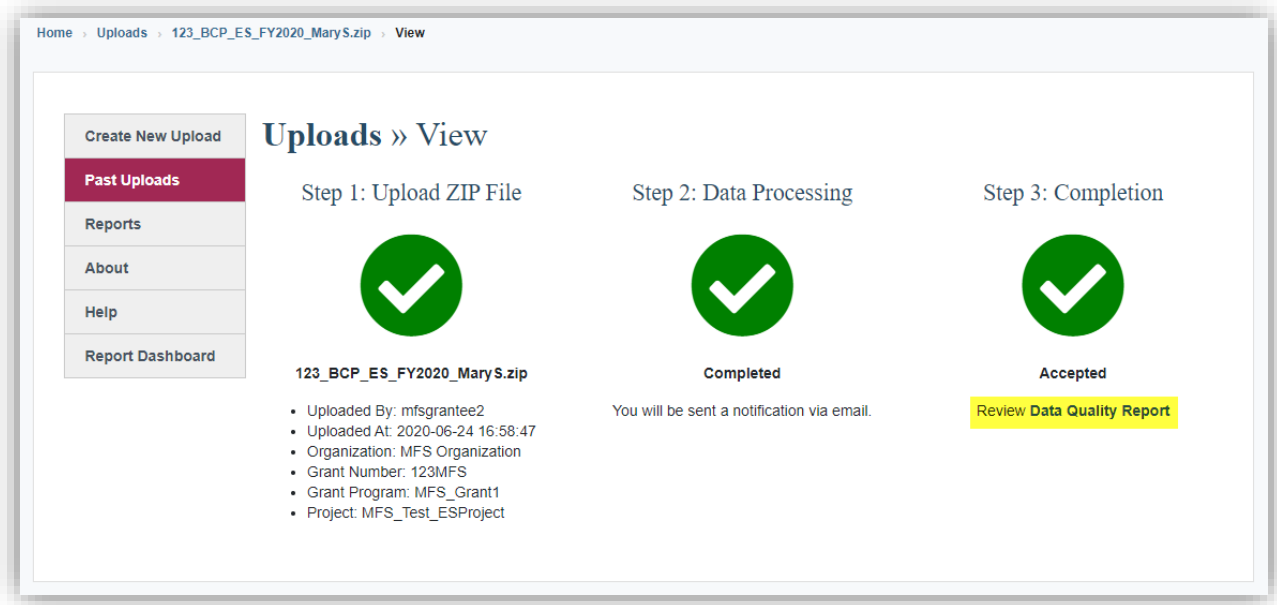 Home › Uploads › 123_BCP_ES_FY2020_MaryS.zip › View
Create New Upload
Past Uploads
Reports
About
Help
Report Dashboard
Uploads » View
Step 1: Upload ZIP File
123_BCP_ES_FY2020_MaryS.zip
• Uploaded By: mfsgrantee2
• Uploaded At: 2020-06-24 16:58:47
• Organization: MFS Organization
• Grant Number: 123MFS
• Grant Program: MFS_Grant1
• Project: MFS_Test_ESProject
Step 2: Data Processing
Completed
You will be sent a notification via email.
Step 3: Completion
Accepted
Review Data Quality Report